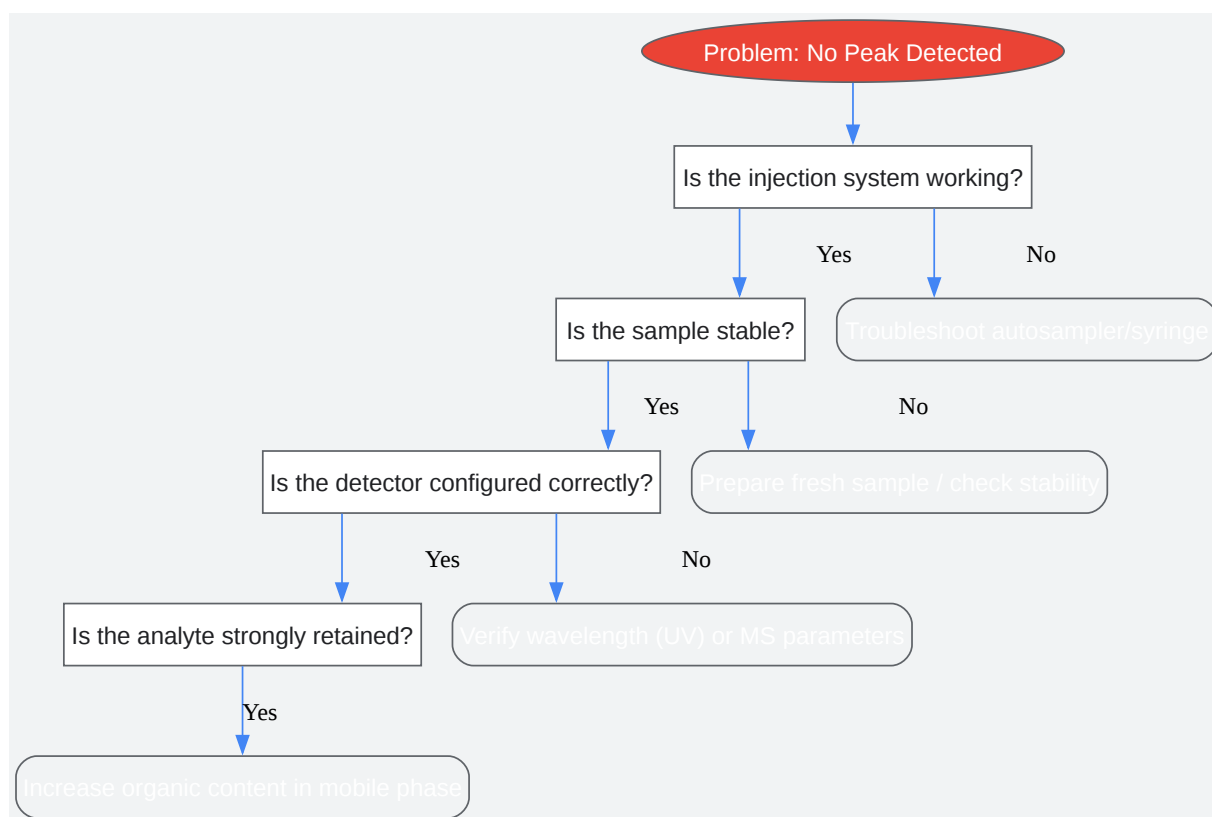 Problem: No Peak Detected
Is the injection system working?
Yes
No
Is the sample stable?
Troubleshoot autosampler/syringe
Yes
No
Is the detector configured correctly?
Prepare fresh sample / check stability
Yes
No
Is the analyte strongly retained?
Verify wavelength (UV) or MS parameters
Yes
Increase organic content in mobile phase